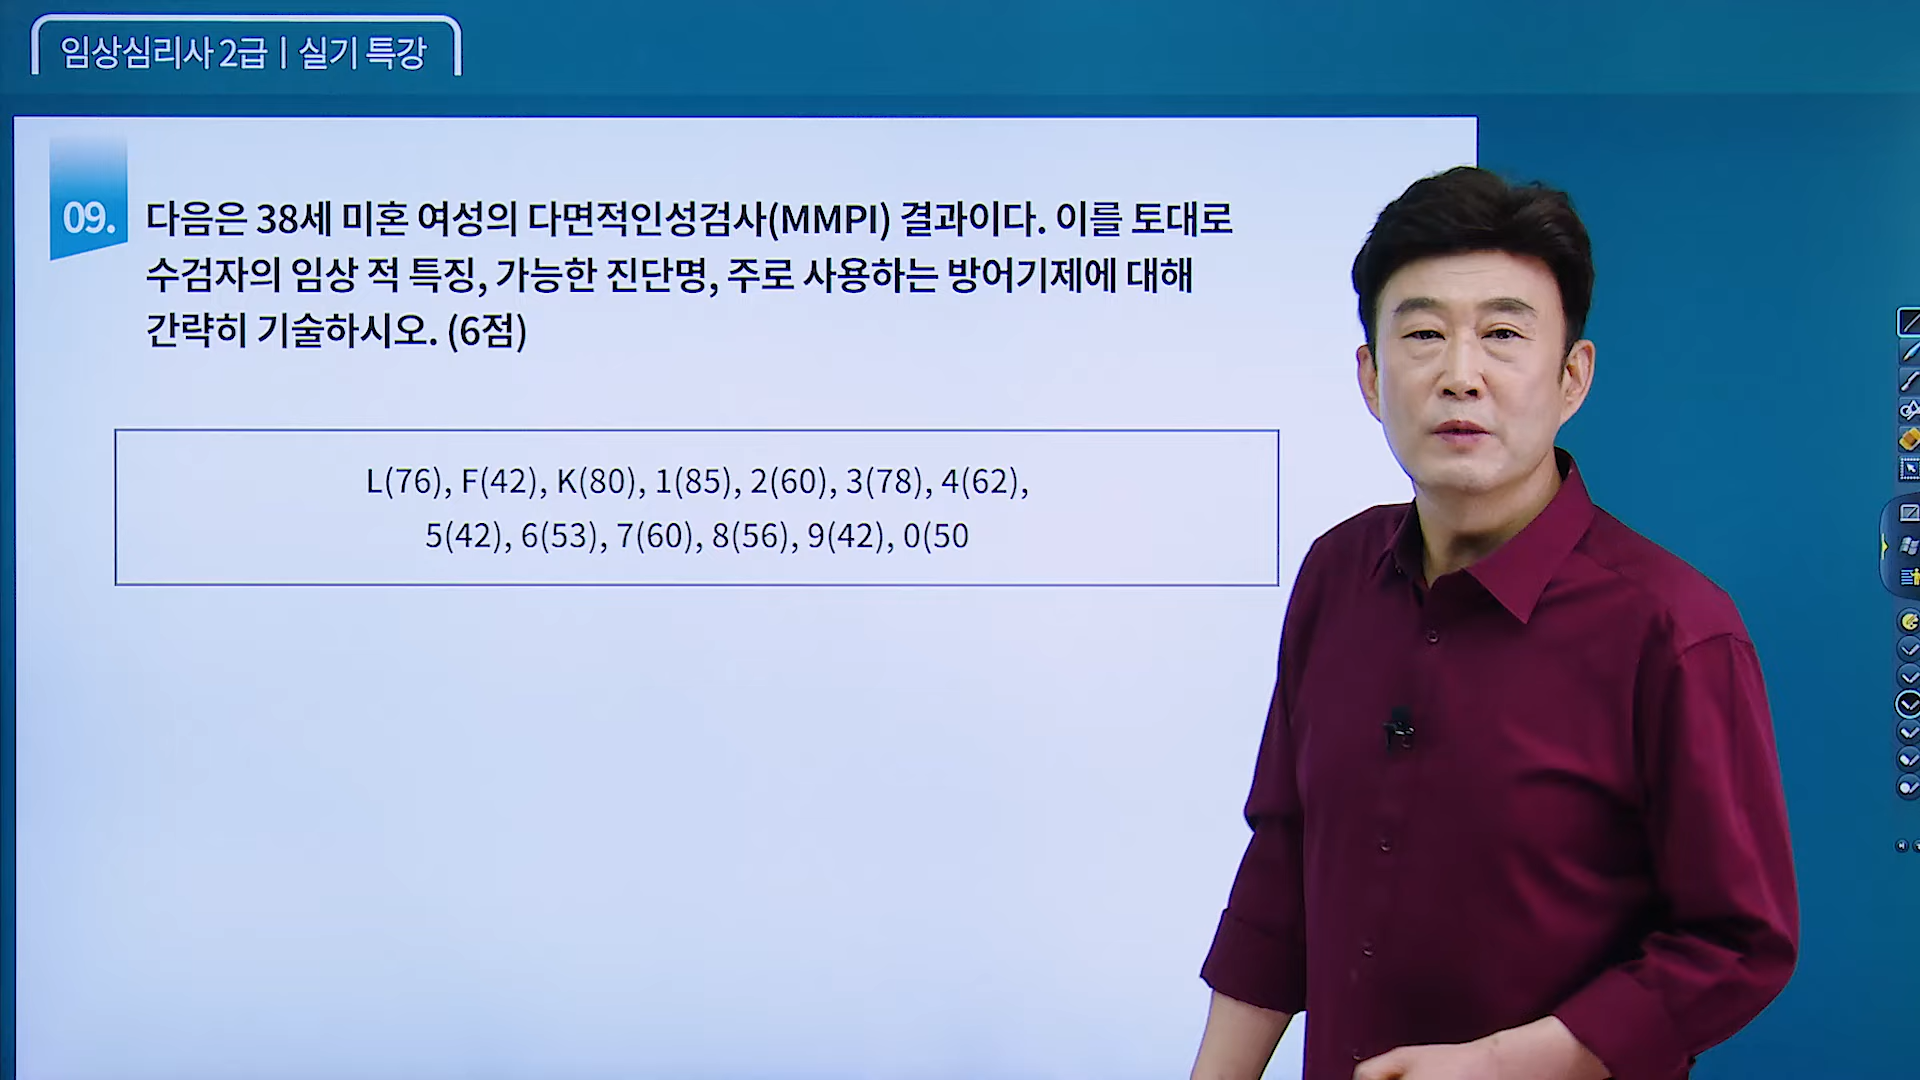 임상심리사 2급 | 실기 특강
09. 다음은 38세 미혼 여성의 다면적인성검사(MMPI) 결과이다. 이를 토대로
수검자의 임상 적 특징, 가능한 진단명, 주로 사용하는 방어기제에 대해
간략히 기술하시오. (6점)
L(76), F(42), K(80), 1(85), 2(60), 3(78), 4(62),
5(42), 6(53), 7(60), 8(56), 9(42), 0(50